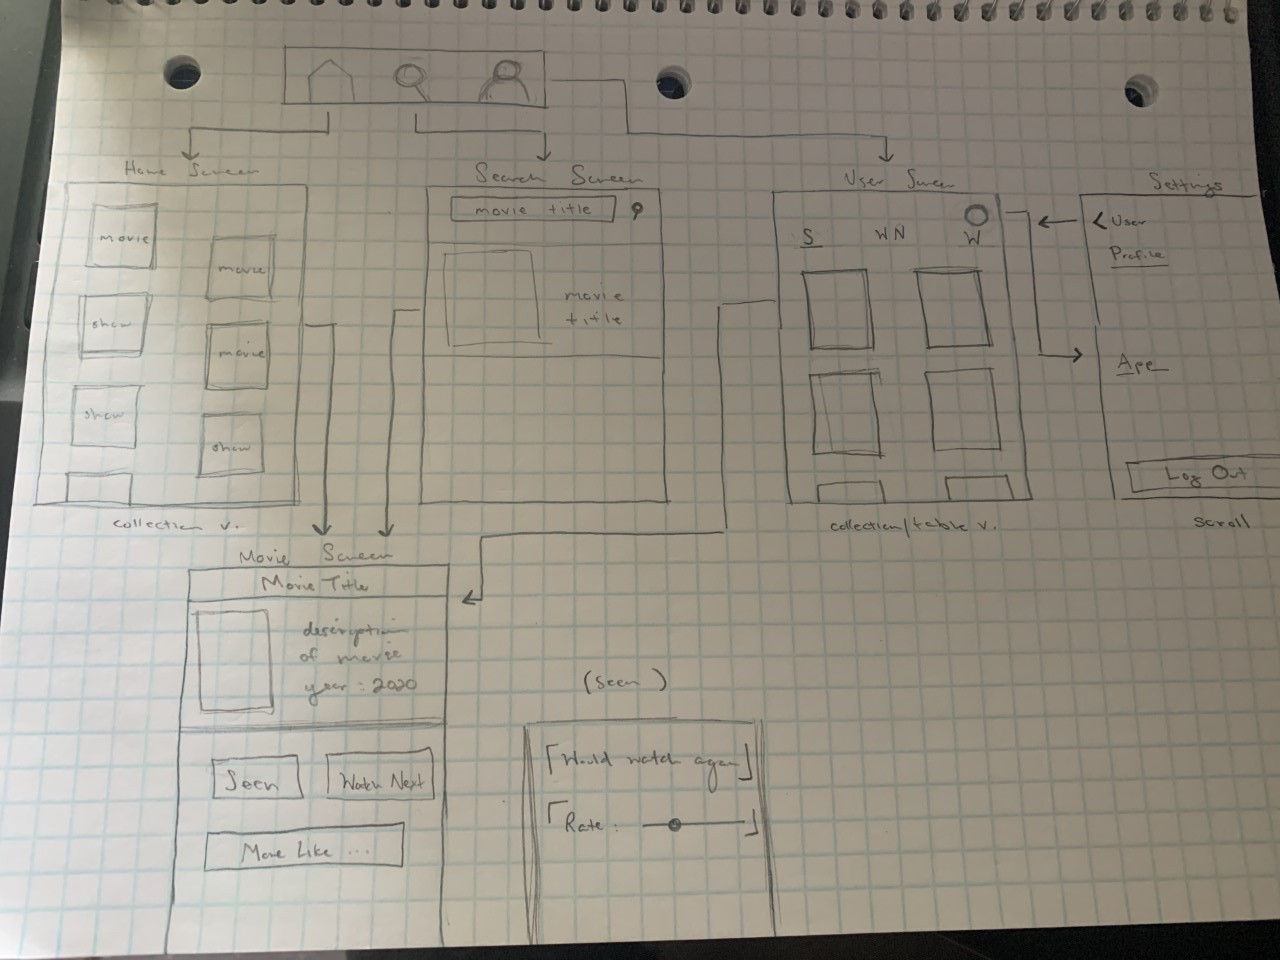 Home Screen
movie
movie
show
movie
show
show
collection v.
Search Screen
movie title
movie
title
User Screen
S WN W
collection/table v.
Settings
< User
Profile
App
Log Out
scroll
Movie Screen
Movie Title
description
of movie
year: 2020
Seen
Watch Next
More Like ...
(Seen)
Would watch again
Rate: